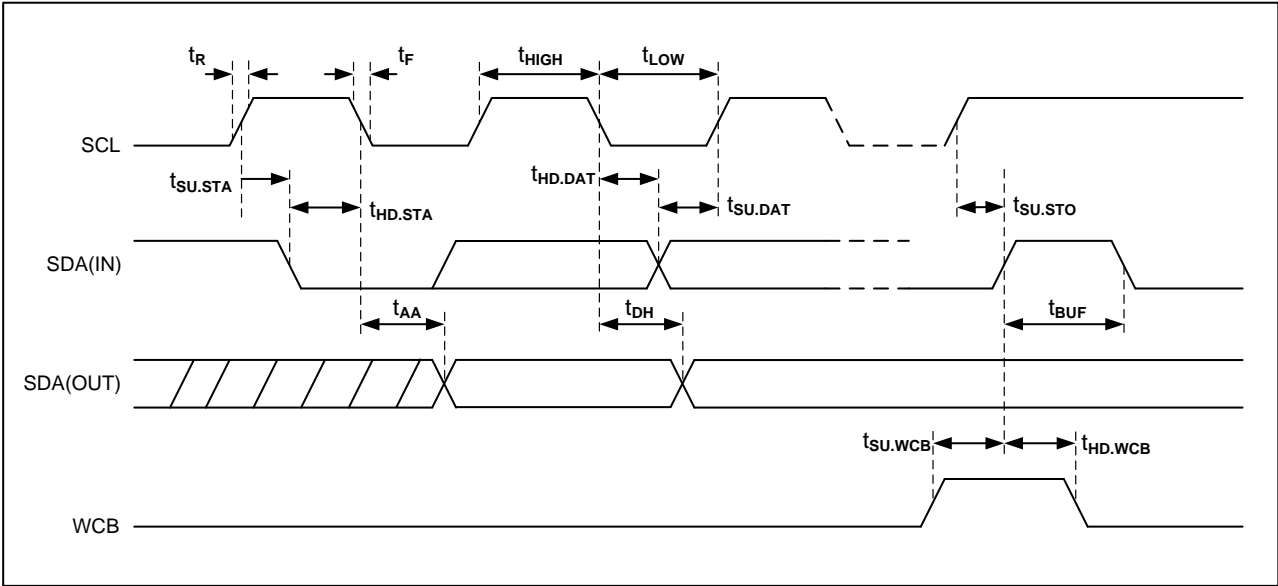 tR
tF
tHIGH
tLOW
SCL
tSU.STA
tHD.STA
tHD.DAT
tSU.DAT
tSU.STO
SDA(IN)
tAA
tDH
tBUF
SDA(OUT)
tSU.WCB
tHD.WCB
WCB